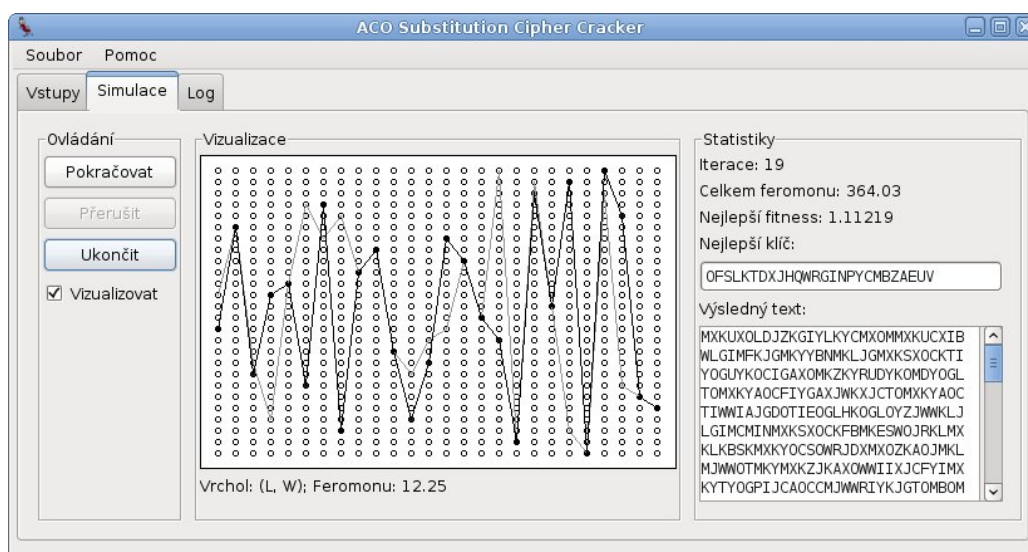 ACO Substitution Cipher Cracker
Soubor Pomoc
Vstupy Simulace Log
Ovládání
Pokračovat
Přerušit
Ukončit
Vizualizovat
Vizualizace
Vrchol: (L, W); Feromonu: 12.25
Statistiky
Iterace: 19
Celkem feromonu: 364.03
Nejlepší fitness: 1.11219
Nejlepší klíč:
OFSLKTDXJHQWRGINPYCMBZAEUV
Výsledný text:
MXKUXOLDJZKGIYLKYCMXOMMXKUCXIB
WLGIMFKJGMKYYBNMKLJGMXKSXOCKTI
YOGUYKOCIGAXOMKZKYRUDYKOMDYOGL
TOMXKYAOCFIYGAXJWKXJCTOMXKYAOC
TIWWIAJGDOTIEOGLHKOGLOYZJWWKLJ
LGIMCMINMXKSXOCKFBMKESWOJRKLMX
KLKBSKMXKYOCSOWRJDXMXOZKAOJMKL
MJWWOTMKYMXKZJKAXOWWIIXJCFYIMX
KYTYOGPIJCAOCCMJWWRIYKJGTOMBOM